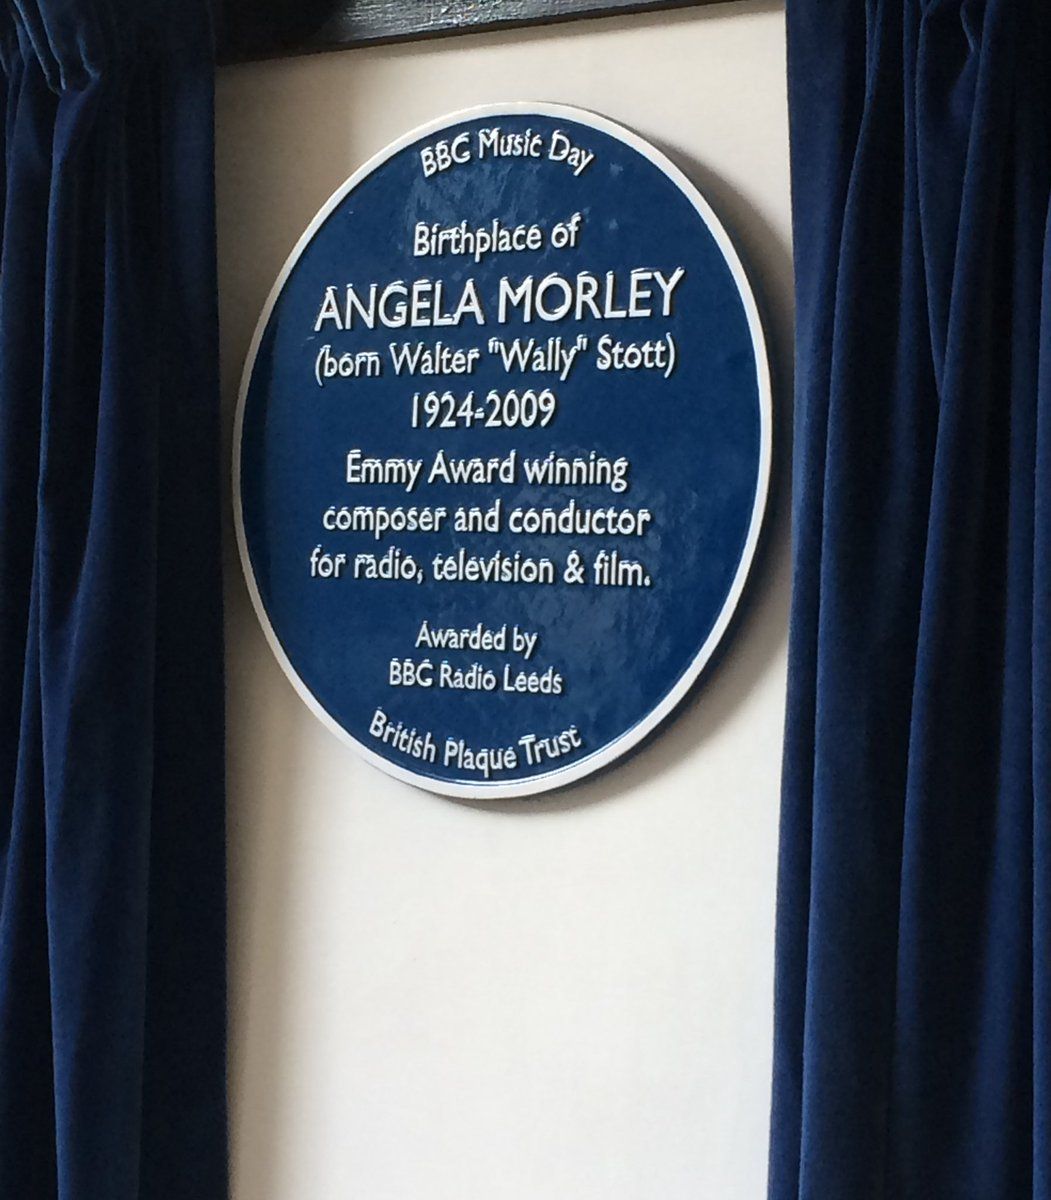 BBC Music Day
Birthplace of
ANGELA MORLEY
(born Walter "Wally" Stott)
1924-2009
Emmy Award winning
composer and conductor
for radio, television & film.
Awarded by
BBC Radio Leeds
British Plaque Trust